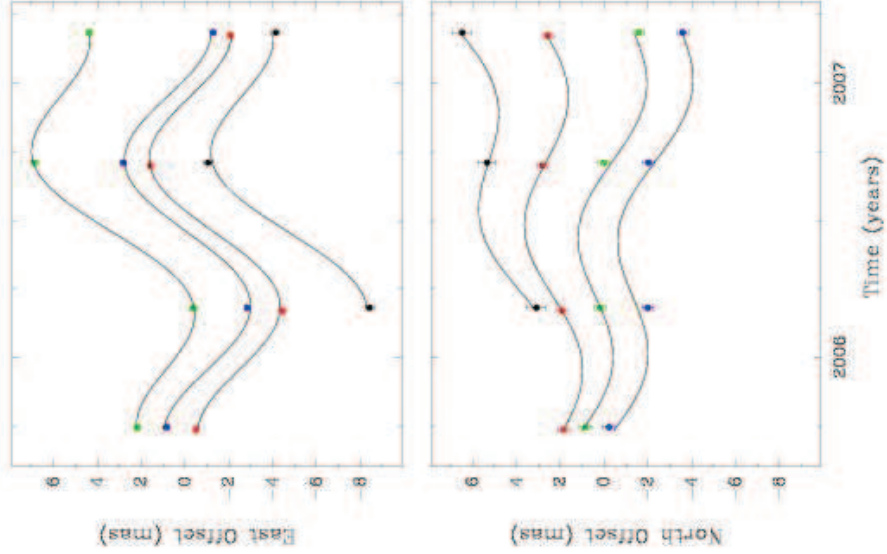 East Offset (mas)
6 4 2 0 -2 -4 -6 -8
North Offset (mas)
6 4 2 0 -2 -4 -6 -8
2006 2007
Time (years)